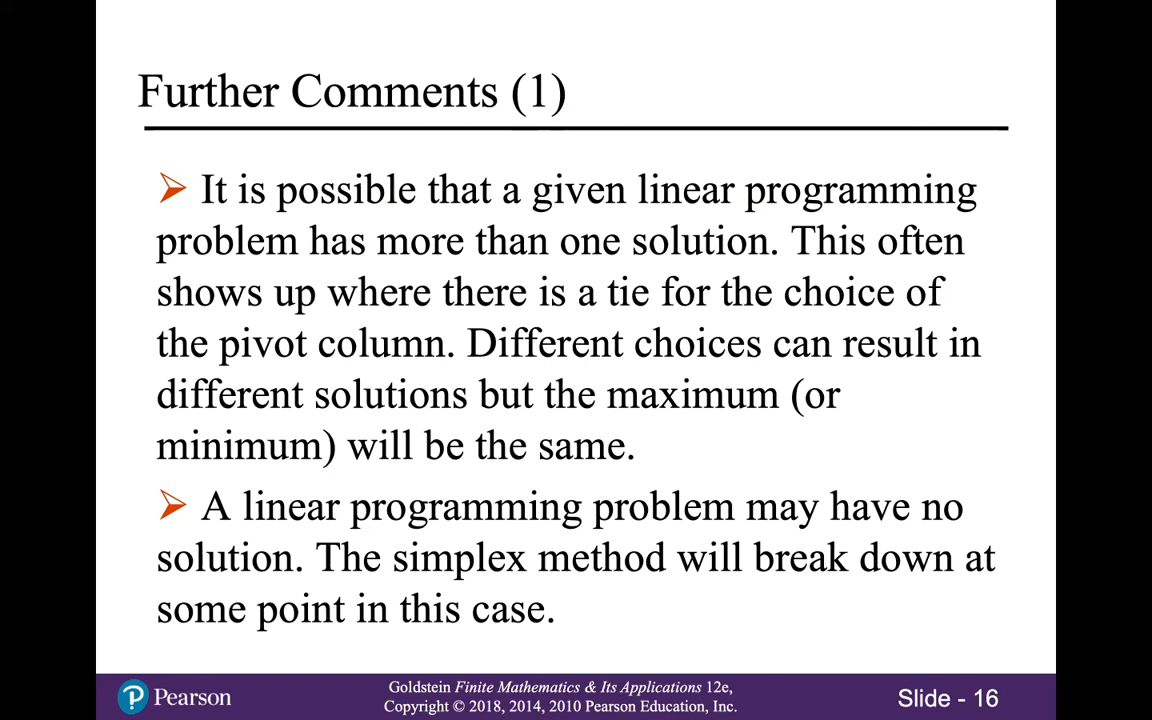 Further Comments (1)
➢ It is possible that a given linear programming
problem has more than one solution. This often
shows up where there is a tie for the choice of
the pivot column. Different choices can result in
different solutions but the maximum (or
minimum) will be the same.
➢ A linear programming problem may have no
solution. The simplex method will break down at
some point in this case.
Pearson
Goldstein Finite Mathematics & Its Applications 12e,
Copyright © 2018, 2014, 2010 Pearson Education, Inc.
Slide - 16